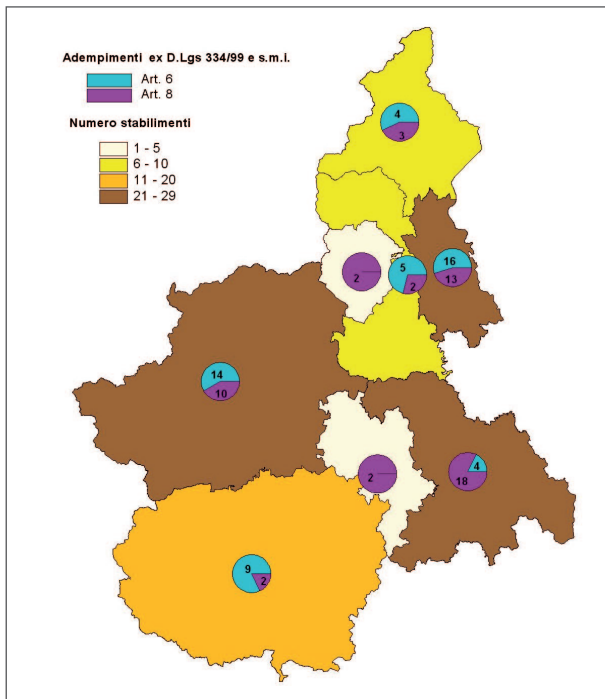 Adempimenti ex D.Lgs 334/99 e s.m.i.
Art. 6
Art. 8
Numero stabilimenti
1 - 5
6 - 10
11 - 20
21 - 29
4
3
2
5
2
16
13
14
10
2
4
18
9
2